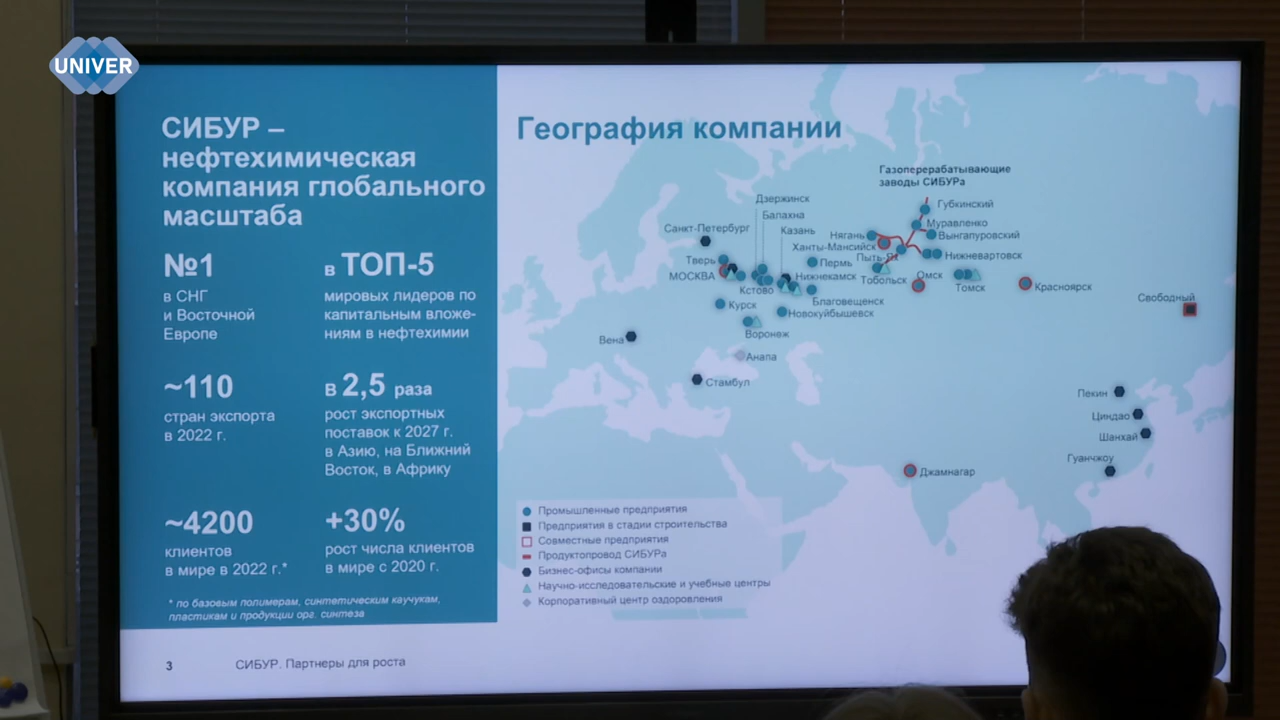 UNIVER
СИБУР –
нефтехимическая
компания глобального
масштаба
№1
в СНГ
и Восточной
Европе
в ТОП-5
мировых лидеров по
капитальным вложе-
ниям в нефтехимии
~110
стран экспорта
в 2022 г.
в 2,5 раза
рост экспортных
поставок к 2027 г.
в Азию, на Ближний
Восток, в Африку
~4200
клиентов
в мире в 2022 г.*
+30%
рост числа клиентов
в мире с 2020 г.
* по базовым полимерам, синтетическим каучукам,
пластикам и продукции орг. синтеза
3
СИБУР. Партнеры для роста
География компании
Газоперерабатывающие
заводы СИБУРа
Дзержинск
Губкинский
Балахна
Санкт-Петербург
Муравленко
Казань
Нягань
Вынгапуровский
Ханты-Мансийск
Пыть-Ях
Нижневартовск
Тверь
Пермь
МОСКВА
Нижнекамск
Тобольск
Омск
Томск
Красноярск
Кстово
Свободный
Благовещенск
Курск
Новокуйбышевск
Воронеж
Вена
Анапа
Стамбул
Пекин
Циндао
Шанхай
Гуанчжоу
Джамнагар
Промышленные предприятия
Предприятия в стадии строительства
Совместные предприятия
Продуктопровод СИБУРа
Бизнес-офисы компании
Научно-исследовательские и учебные центры
Корпоративный центр оздоровления